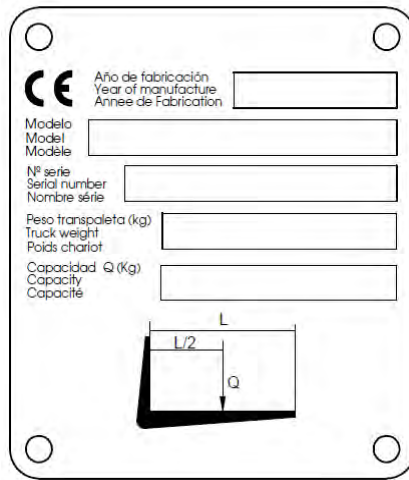 CE
Año de fabricación
Year of manufacture
Annee de Fabrication
Modelo
Model
Modèle
Nº serie
Serial number
Nombre série
Peso transpaleta (kg)
Truck weight
Poids chariot
Capacidad Q (Kg)
Capacity
Capacité
L
L/2
Q